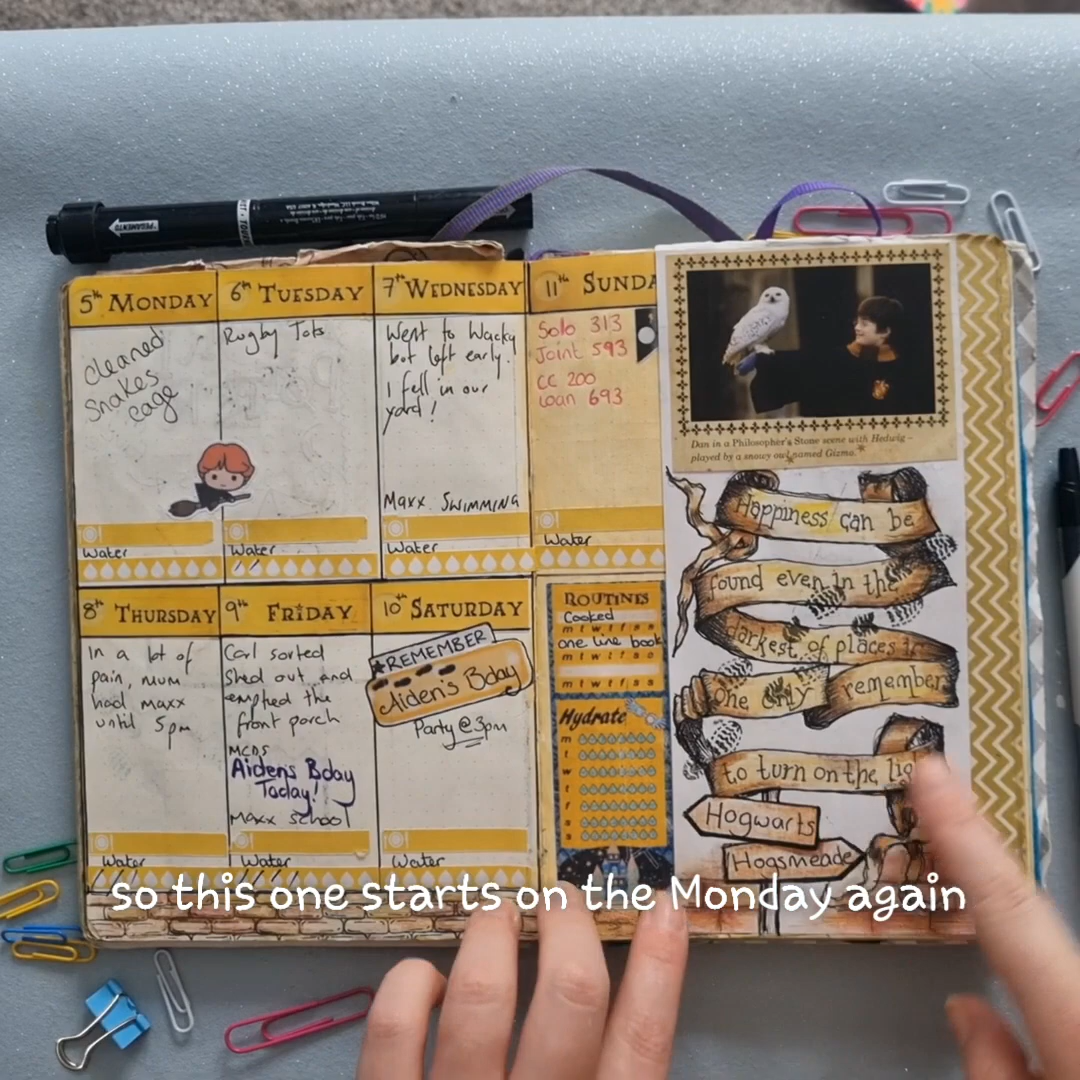 PEGAMENTO
5th MONDAY
cleaned
snakes
cage
Water
6th TUESDAY
Rugby Tots
Water
7th WEDNESDAY
Went to Wacky
but left early.
I fell in our
yard!
Maxx SWIMMING
Water
11th SUNDA
Solo 313
Joint 593
CC 200
Loan 693
Water
8th THURSDAY
In a lot of
pain, mum
had maxx
until 5pm
Water
9th FRIDAY
Carl sorted
shed out and
emptied the
front porch
MCDS
Aidens Bday
Today!
Maxx School
Water
10th SATURDAY
REMEMBER
Aiden's Bday
Party @ 3pm
Water
ROUTINES
Cooked
m t w t f s s
one line book
m t w t f s s
m t w t f s s
Hydrate
m
t
w
t
f
s
s
Dan in a Philosopher's Stone scene with Hedwig –
played by a snowy owl named Gizmo.
Happiness can be
found even in the
darkest of places if
one only remember
to turn on the
Hogwarts
Hogsmeade
so this one starts on the Monday again